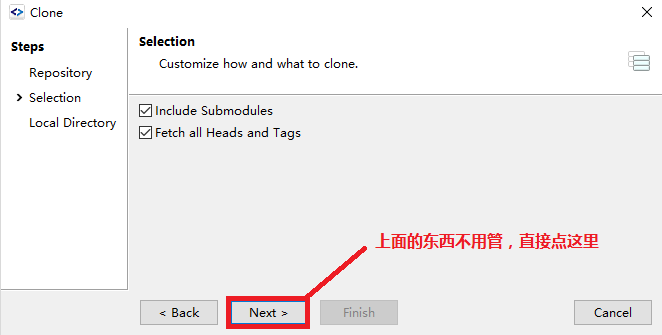 Clone
Steps
Repository
Selection
Local Directory
Selection
Customize how and what to clone.
Include Submodules
Fetch all Heads and Tags
上面的东西不用管，直接点这里
< Back
Next >
Finish
Cancel